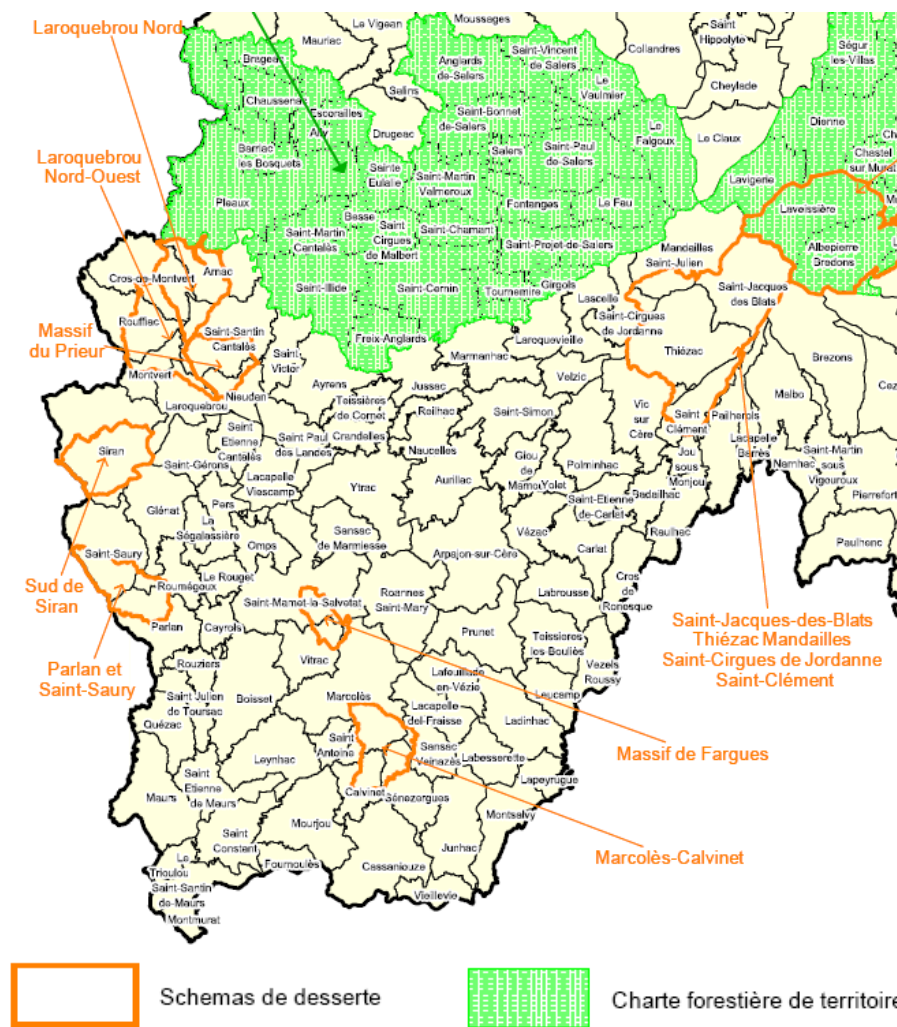 Laroquebrou Nord
Le Vigean
Moussages
Mauriac
Collandres
Saint
Hippolyte
Ségur
les-Villas
Brageac
Anglards
de-Salers
Saint-Vincent
de-Salers
Cheylade
Chaussenac
Escorailles
Salins
Le
Vaulmier
Ally
Drugeac
Saint-Bonnet
de-Salers
Dienne
Barriac
les Bosquets
Salers
Saint-Paul
de-Salers
Le
Falgoux
Le Claux
Chastel
sur Murat
Laroquebrou
Nord-Ouest
Sainte
Eulalie
Saint-Martin
Valmeroux
Lavigerie
Pleaux
Fontanges
Le Fau
Laveissière
Besse
Saint-Martin
Cantalès
Saint
Cirgues
de Malbert
Saint-Chamant
Saint-Projet-de-Salers
Mandailles
Saint-Julien
Albepierre
Bredons
Cros-de-Montvert
Arnac
Saint-Illide
Saint-Cernin
Tournemire
Girgols
Lascelle
Saint-Jacques
des Blats
Rouffiac
Massif
du Prieur
Saint-Santin
Cantalès
Freix-Anglards
Laroquevieille
Saint-Cirgues
de Jordanne
Thiézac
Montvert
Saint
Victor
Marmanhac
Velzic
Brezons
Laroquebrou
Nieudan
Ayrens
Jussac
Malbo
Cez
Teissières
de Cornet
Reilhac
Saint-Simon
Vic
sur
Cère
Saint
Clément
Pailherols
Siran
Saint
Etienne
Cantalès
Saint Paul
des Landes
Crandelles
Naucelles
Giou
de
Mamou
Polminhac
Jou
sous
Monjou
Lacapelle
Barrès
Saint-Martin
sous
Vigouroux
Namhac
Saint-Gérons
Lacapelle
Viescamp
Ytrac
Aurillac
Yolet
Saint-Etienne
de-Carlat
Badailhac
Pierrefort
Glénat
Pers
La
Ségalassière
Omps
Sansac
de Marmiesse
Vézac
Carlat
Raulhac
Paulhenc
Saint-Saury
Arpajon-sur-Cère
Sud de
Siran
Roumégoux
Le Rouget
Saint-Mamet-la-Salvetat
Roannes
Saint-Mary
Labrousse
Cros
de
Ronesque
Parlan
Cayrols
Prunet
Teissieres
les-Bouliès
Saint-Jacques-des-Blats
Thiézac Mandailles
Saint-Cirgues de Jordanne
Saint-Clément
Parlan et
Saint-Saury
Rouziers
Vitrac
Vezels
Roussy
Lafeuillade
en-Vézie
Leucamp
Saint Julien
de Toursac
Boisset
Marcolès
Lacapelle
del-Fraisse
Ladinhac
Quézac
Saint
Antoine
Sansac
Veinazès
Labesserette
Massif de Fargues
Leynhac
Lapeyrugue
Saint
Etienne
de Maurs
Maurs
Calvinet
Sénezergues
Montsalvy
Mourjou
Saint
Constant
Junhac
Marcolès-Calvinet
Le
Trioulou
Fournoulès
Cassaniouze
Saint-Santin
de-Maurs
Vieillevie
Montmurat
Schemas de desserte
Charte forestière de territoire